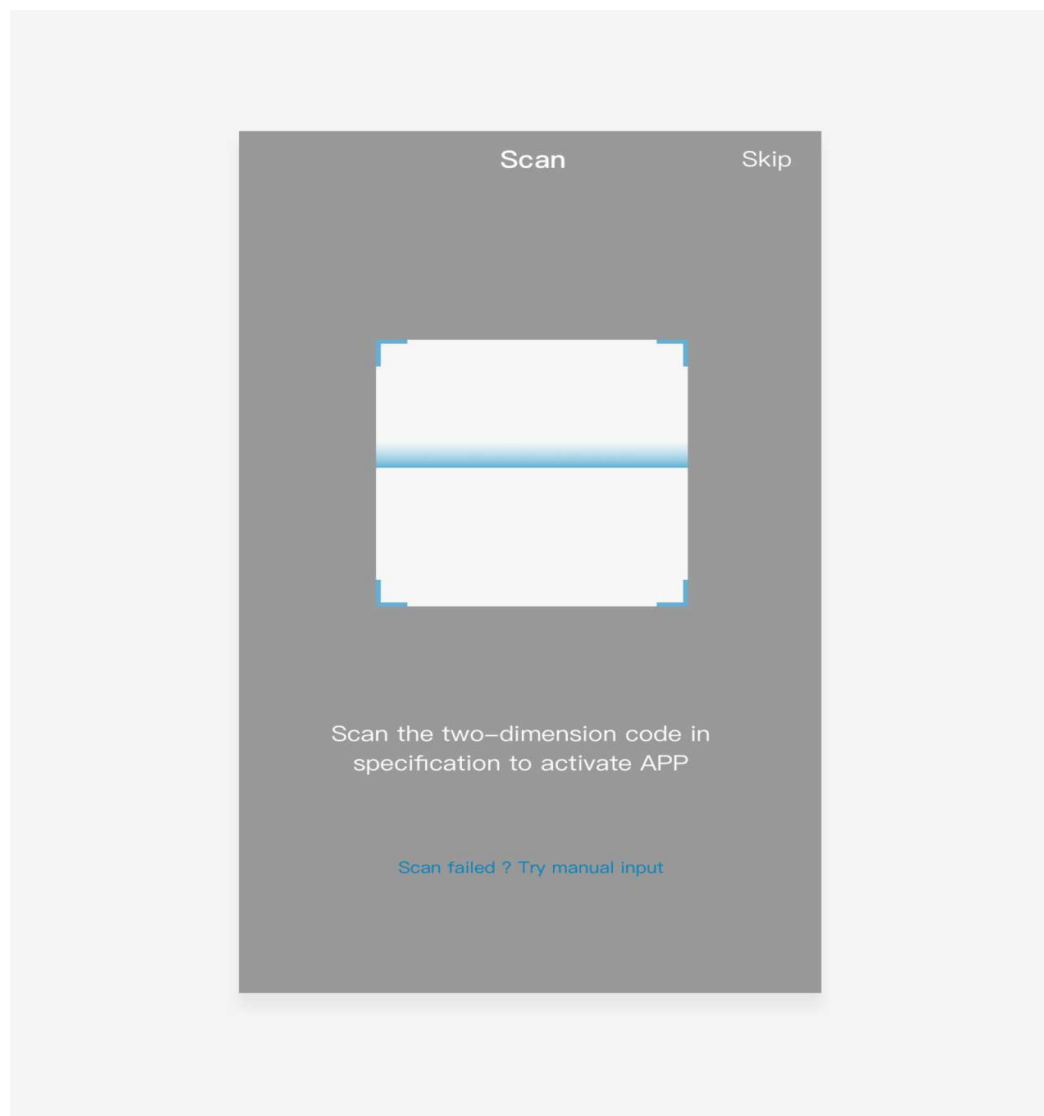 Scan
Skip
Scan the two-dimension code in
specification to activate APP
Scan failed ? Try manual input